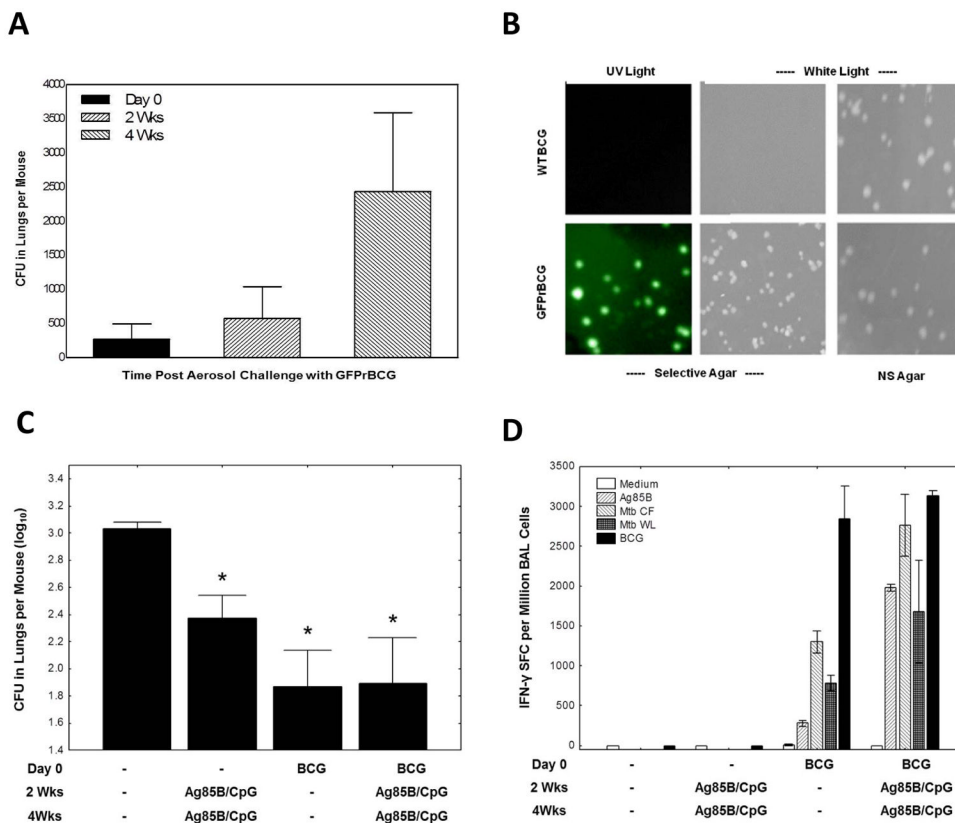 A
4000
3500
3000
2500
2000
1500
1000
500
0
CFU in Lungs per Mouse
Day 0
2 Wks
4 Wks
Time Post Aerosol Challenge with GFPrBCG
B
UV Light
----- White Light -----
WTBCG
GFPrBCG
----- Selective Agar -----
NS Agar
C
3.4
3.2
3.0
2.8
2.6
2.4
2.2
2.0
1.8
1.6
1.4
CFU in Lungs per Mouse (log10)
*
*
*
Day 0 - - BCG BCG
2 Wks - Ag85B/CpG - Ag85B/CpG
4Wks - Ag85B/CpG - Ag85B/CpG
D
3500
3000
2500
2000
1500
1000
500
0
IFN-γ SFC per Million BAL Cells
Medium
Ag85B
Mtb CF
Mtb WL
BCG
Day 0 - - BCG BCG
2 Wks - Ag85B/CpG - Ag85B/CpG
4Wks - Ag85B/CpG - Ag85B/CpG